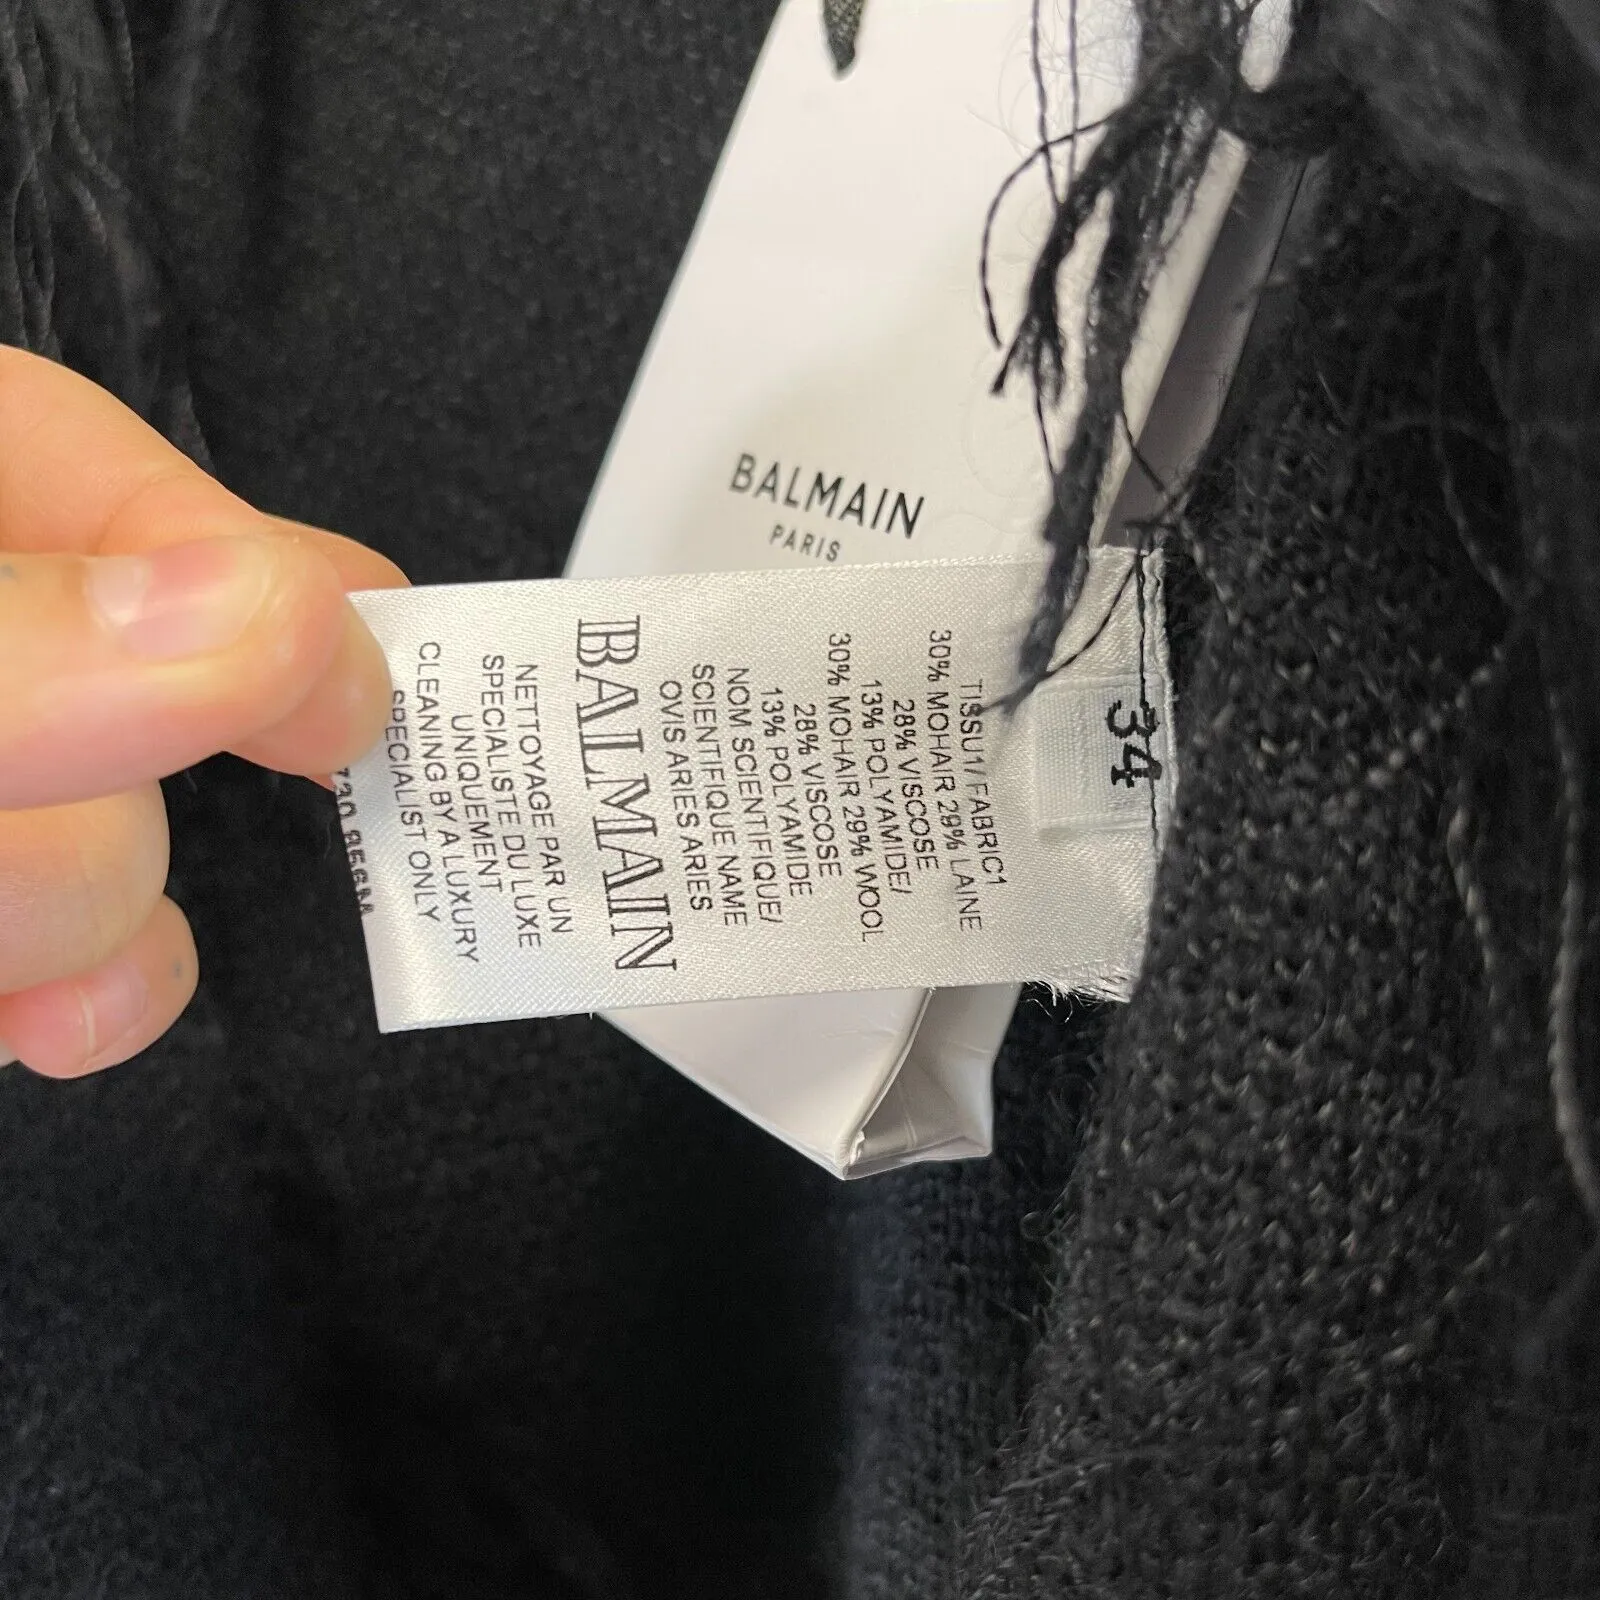 BALMAIN
PARIS
34
TISSU1/FABRIC1
30% MOHAIR 29% LAINE
28% VISCOSE
13% POLYAMIDE/
30% MOHAIR 29% WOOL
28% VISCOSE
13% POLYAMIDE
NOM SCIENTIFIQUE/
SCIENTIFIQUE NAME
OVIS ARIES ARIES
BALMAIN
NETTOYAGE PAR UN
SPECIALISTE DU LUXE
UNIQUEMENT
CLEANING BY A LUXURY
SPECIALIST ONLY